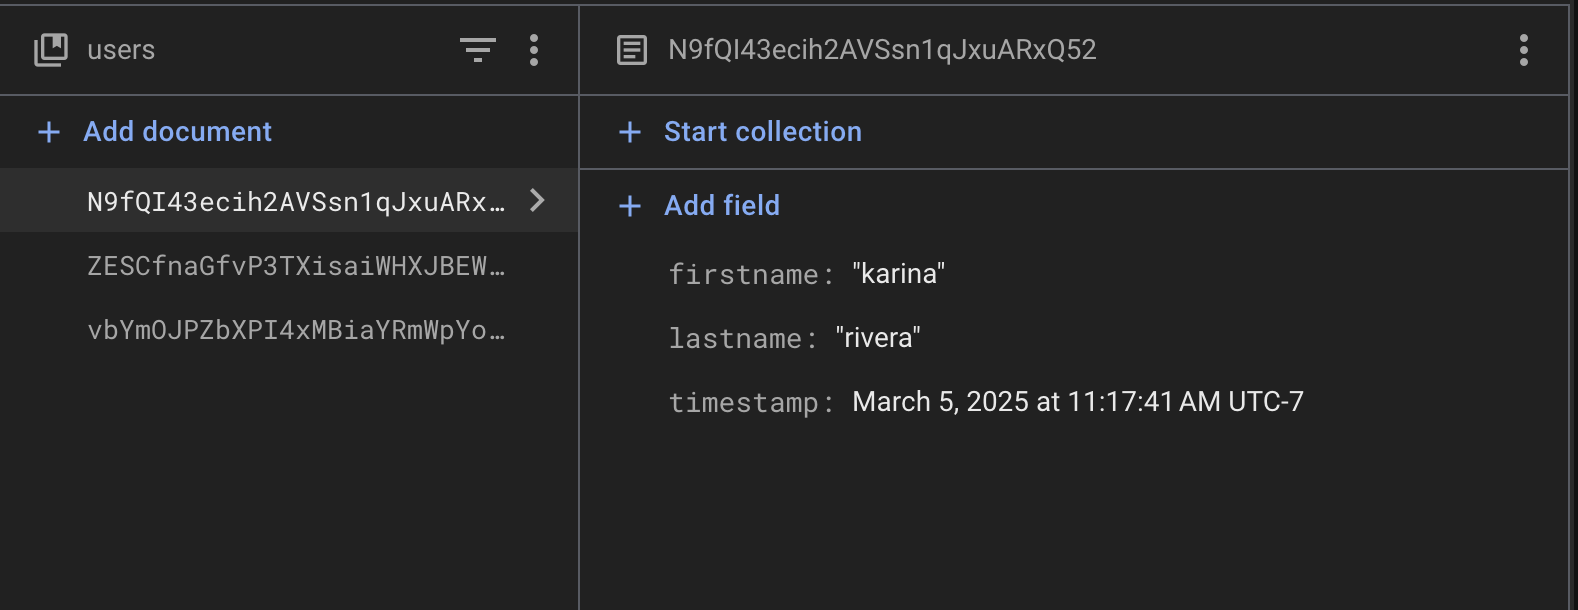 users
N9fQI43ecih2AVSsn1qJxuARxQ52
Add document
Start collection
N9fQI43ecih2AVSsn1qJxuARx…
ZESCfnaGfvP3TXisaiWHXJBEW…
vbYmOJPZbXPI4xMBiaYRmWpYo…
Add field
firstname: "karina"
lastname: "rivera"
timestamp: March 5, 2025 at 11:17:41 AM UTC-7